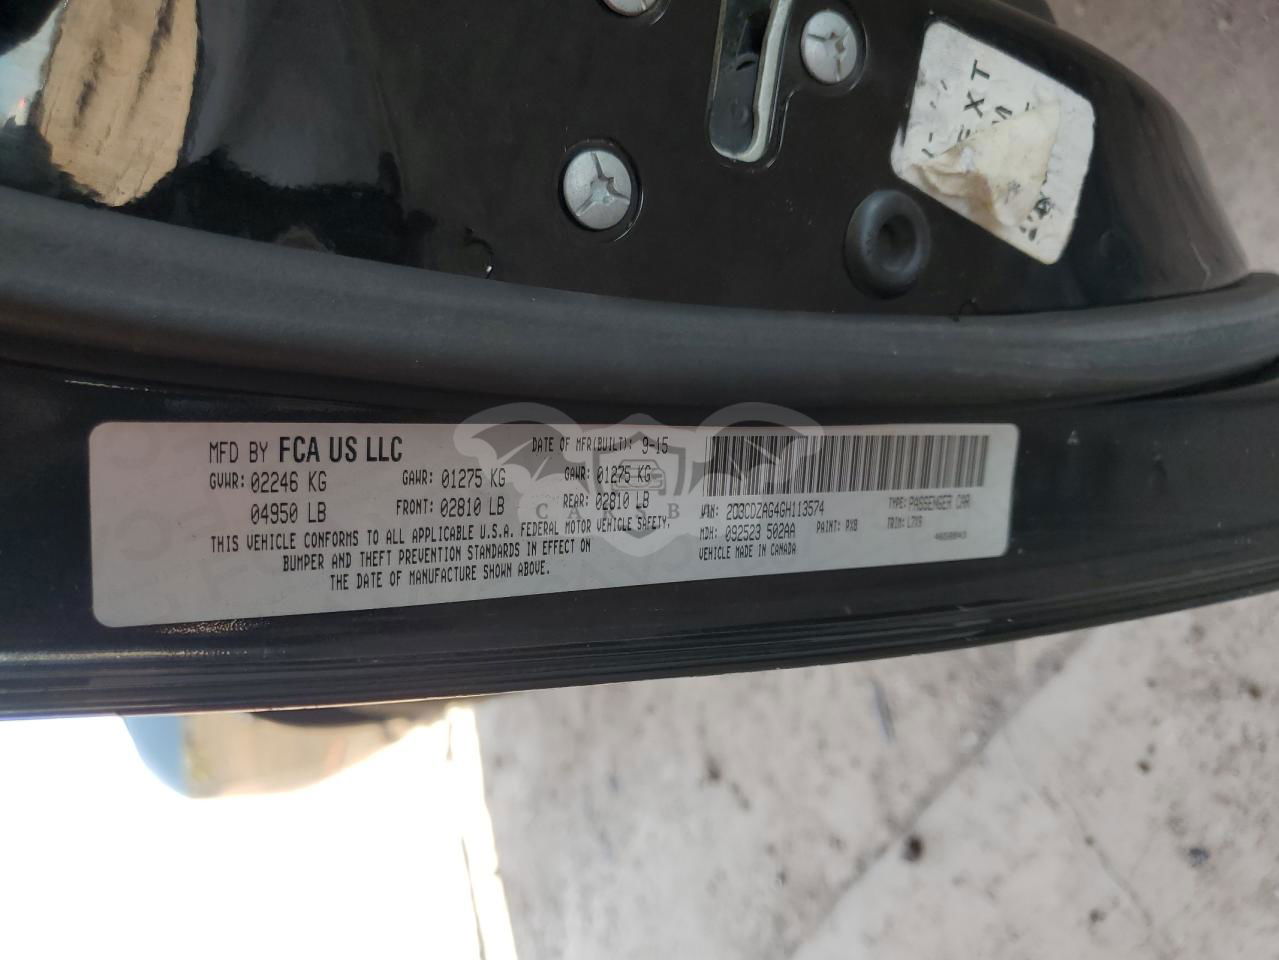 EXT
MFD BY FCA US LLC
DATE OF MFR(BUILT): 9-15
GVWR: 02246 KG
GAWR: 01275 KG
GAWR: 01275 KG
04950 LB
FRONT: 02810 LB
REAR: 02810 LB
THIS VEHICLE CONFORMS TO ALL APPLICABLE U.S.A. FEDERAL MOTOR VEHICLE SAFETY,
BUMPER AND THEFT PREVENTION STANDARDS IN EFFECT ON
THE DATE OF MANUFACTURE SHOWN ABOVE.
VIN: 2C3CDZAG4GH113574
TYPE: PASSENGER CAR
MDH: 092523 502AA
PAINT: PX8
TRIM: L7X9
VEHICLE MADE IN CANADA
CARSB